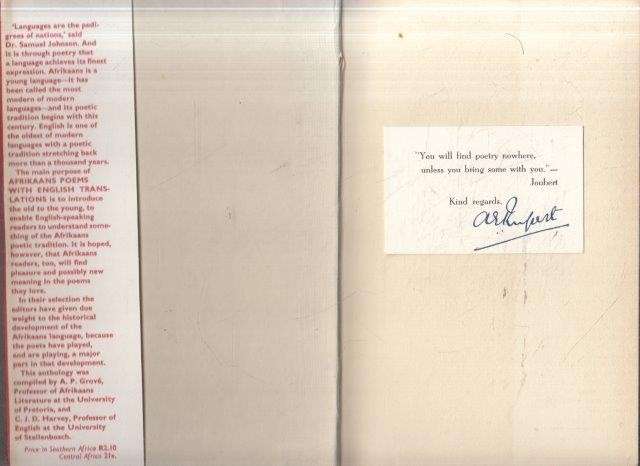 'Languages are the pedi-
grees of nations,' said
Dr. Samuel Johnson. And
it is through poetry that
a language achieves its finest
expression. Afrikaans is a
young language—it has
been called the most
modern of modern
languages—and its poetic
tradition begins with this
century. English is one of
the oldest of modern
languages with a poetic
tradition stretching back
more than a thousand years.
The main purpose of
AFRIKAANS POEMS
WITH ENGLISH TRANS-
LATIONS is to introduce
the old to the young, to
enable English-speaking
readers to understand some-
thing of the Afrikaans
poetic tradition. It is hoped,
however, that Afrikaans
readers, too, will find
pleasure and possibly new
meaning in the poems
they love.
In their selection the
editors have given due
weight to the historical
development of the
Afrikaans language, because
the poets have played,
and are playing, a major
part in that development.
This anthology was
compiled by A. P. Grové,
Professor of Afrikaans
Literature at the University
of Pretoria, and
C. J. D. Harvey, Professor of
English at the University
of Stellenbosch.
Price in Southern Africa R2.10
Central Africa 21s.
"You will find poetry nowhere,
unless you bring some with you."—
Joubert
Kind regards,